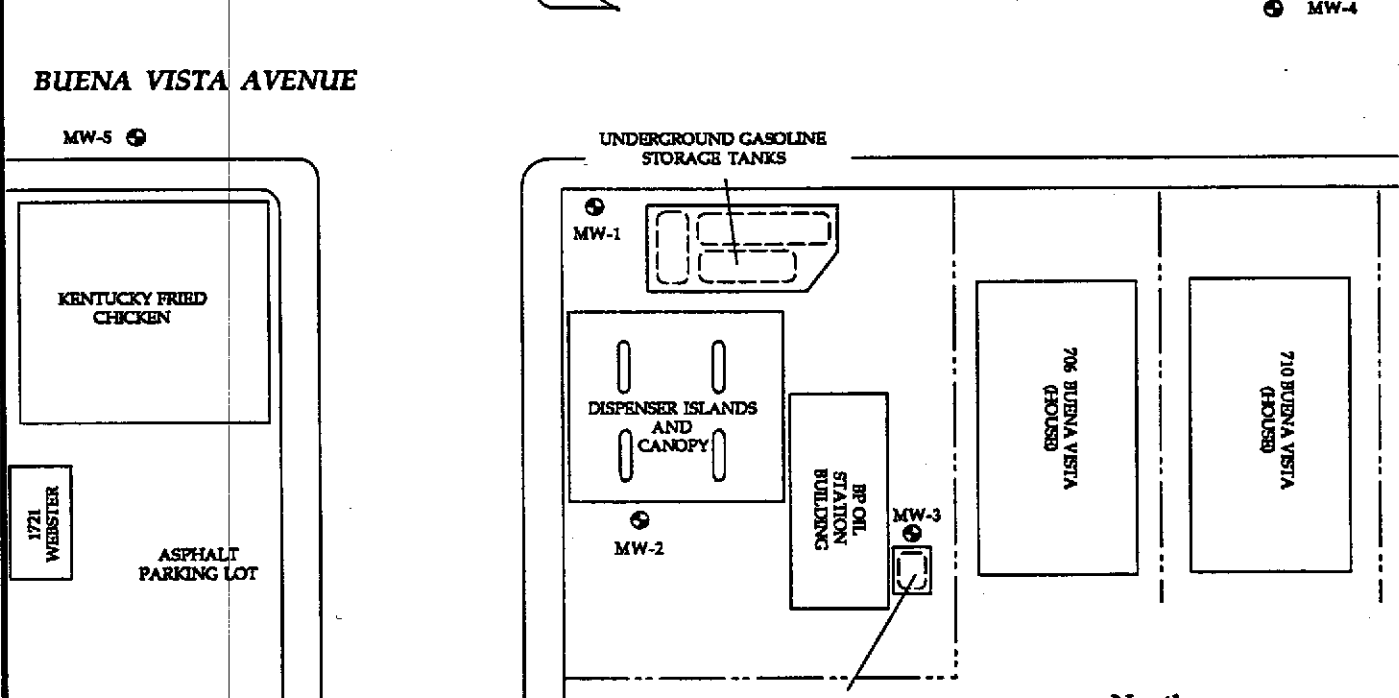 MW-4
BUENA VISTA AVENUE
MW-5
UNDERGROUND GASOLINE
STORAGE TANKS
MW-1
KENTUCKY FRIED
CHICKEN
DISPENSER ISLANDS
AND
CANOPY
706 BUENA VISTA
(HOUSE)
710 BUENA VISTA
(HOUSE)
BP OIL
STATION
BUILDING
MW-3
MW-2
1721
WEBSTER
ASPHALT
PARKING LOT